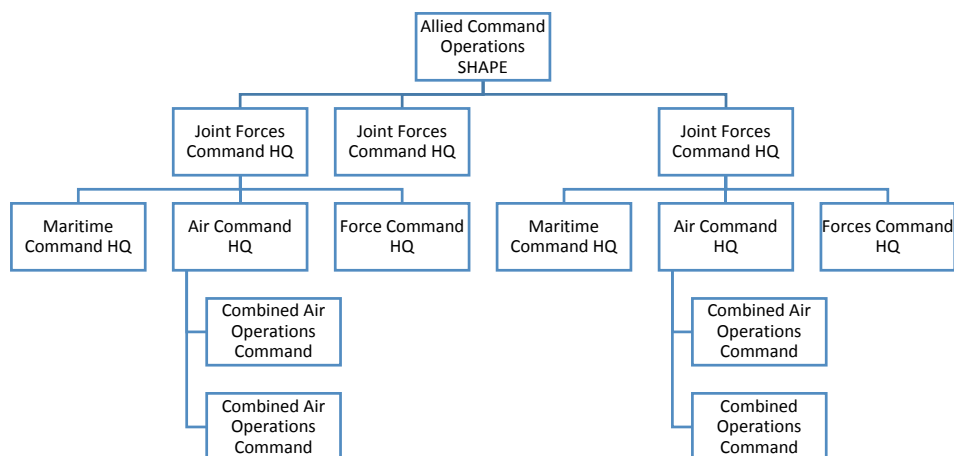 Allied Command
Operations
SHAPE
Joint Forces
Command HQ
Joint Forces
Command HQ
Joint Forces
Command HQ
Maritime
Command HQ
Air Command
HQ
Force Command
HQ
Maritime
Command HQ
Air Command
HQ
Forces Command
HQ
Combined Air
Operations
Command
Combined Air
Operations
Command
Combined Air
Operations
Command
Combined
Operations
Command